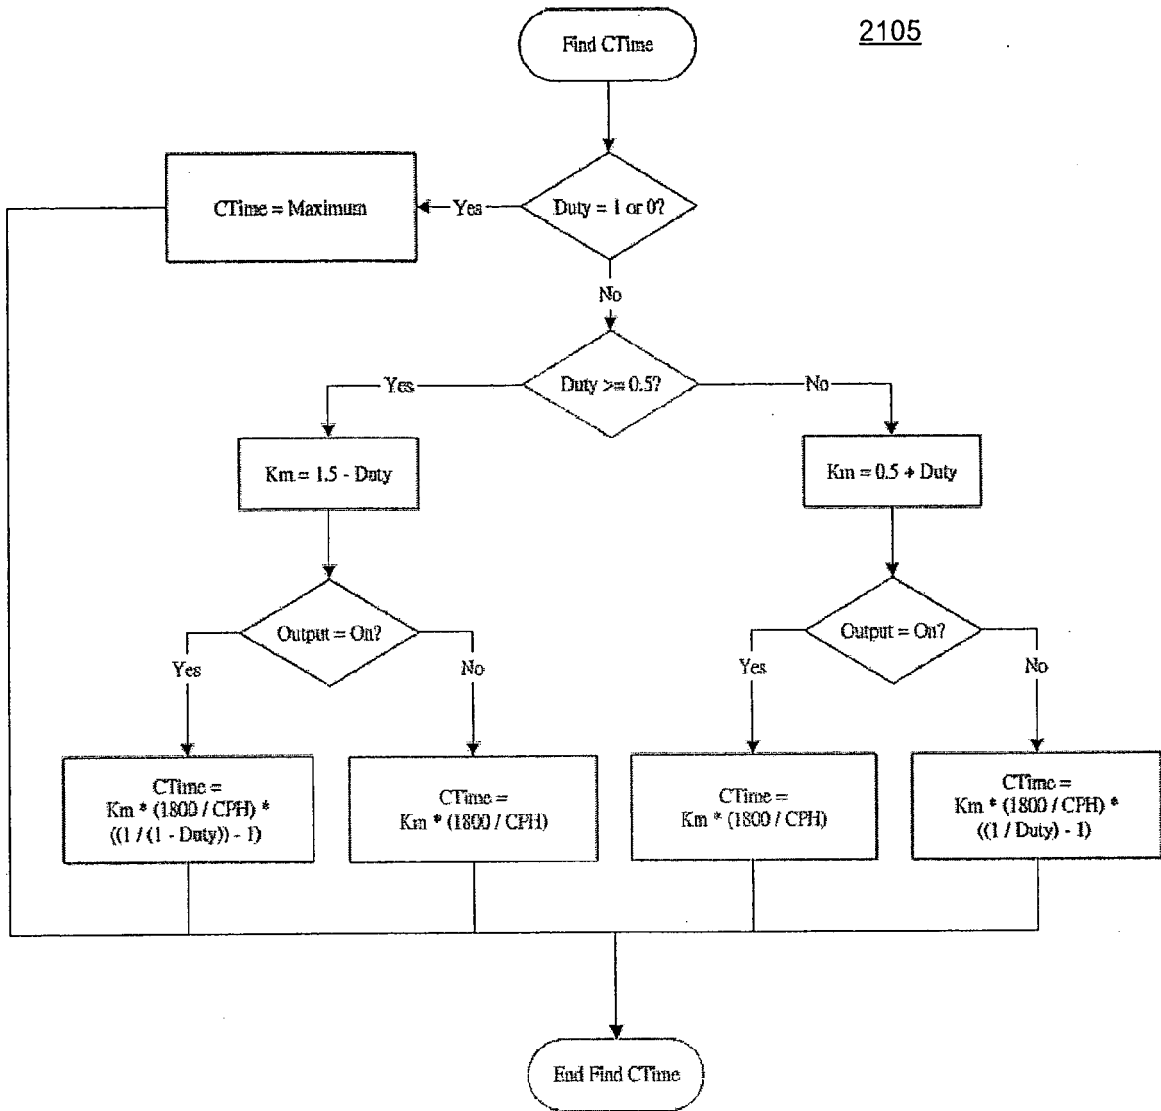 2105
Find CTime
Duty = 1 or 0?
Yes
CTime = Maximum
No
Duty >= 0.5?
Yes
No
Km = 1.5 - Duty
Km = 0.5 + Duty
Output = On?
Output = On?
Yes
No
Yes
No
CTime =
Km * (1800 / CPH) *
((1 / (1 - Duty)) - 1)
CTime =
Km * (1800 / CPH)
CTime =
Km * (1800 / CPH)
CTime =
Km * (1800 / CPH) *
((1 / Duty) - 1)
End Find CTime